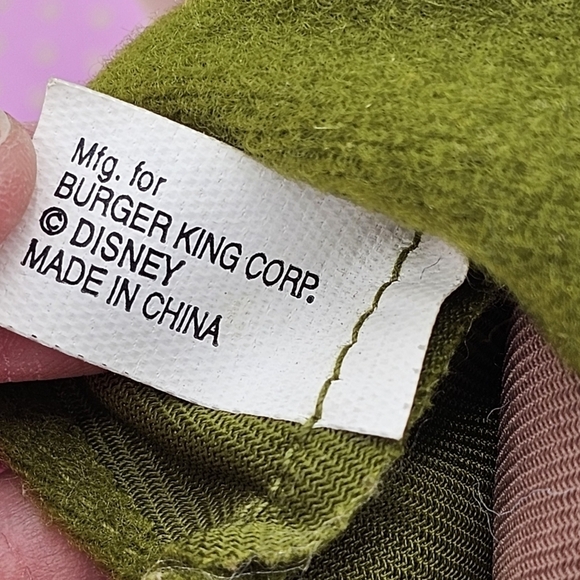 Mfg. for
BURGER KING CORP.
© DISNEY
MADE IN CHINA